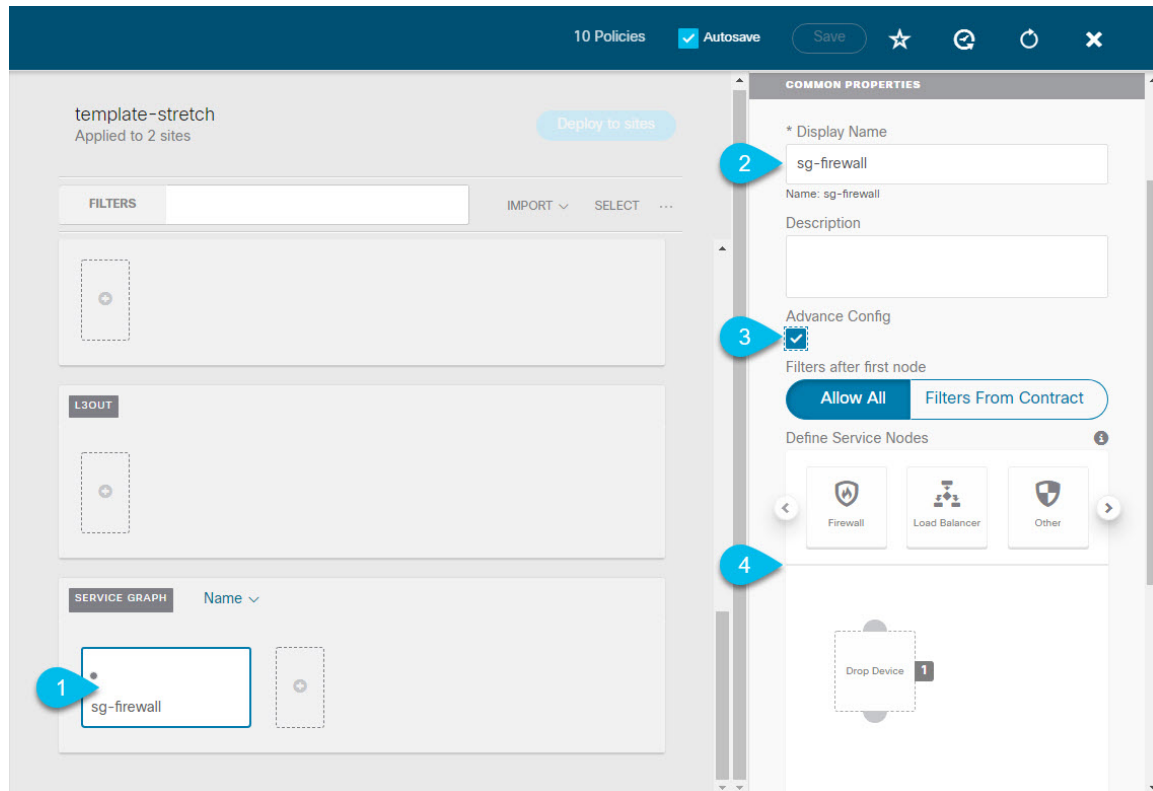 10 Policies
Autosave
Save
template-stretch
Applied to 2 sites
Deploy to sites
FILTERS
IMPORT
SELECT
...
L3OUT
SERVICE GRAPH
Name
1
sg-firewall
COMMON PROPERTIES
* Display Name
2
sg-firewall
Name: sg-firewall
Description
Advance Config
3
Filters after first node
Allow All
Filters From Contract
Define Service Nodes
Firewall
Load Balancer
Other
4
Drop Device
1